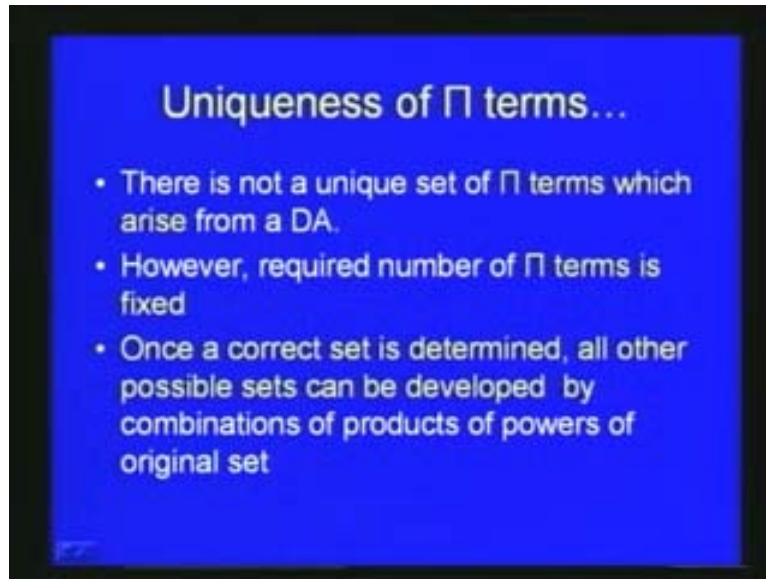 Uniqueness of Π terms...
• There is not a unique set of Π terms which
arise from a DA.
• However, required number of Π terms is
fixed
• Once a correct set is determined, all other
possible sets can be developed by
combinations of products of powers of
original set